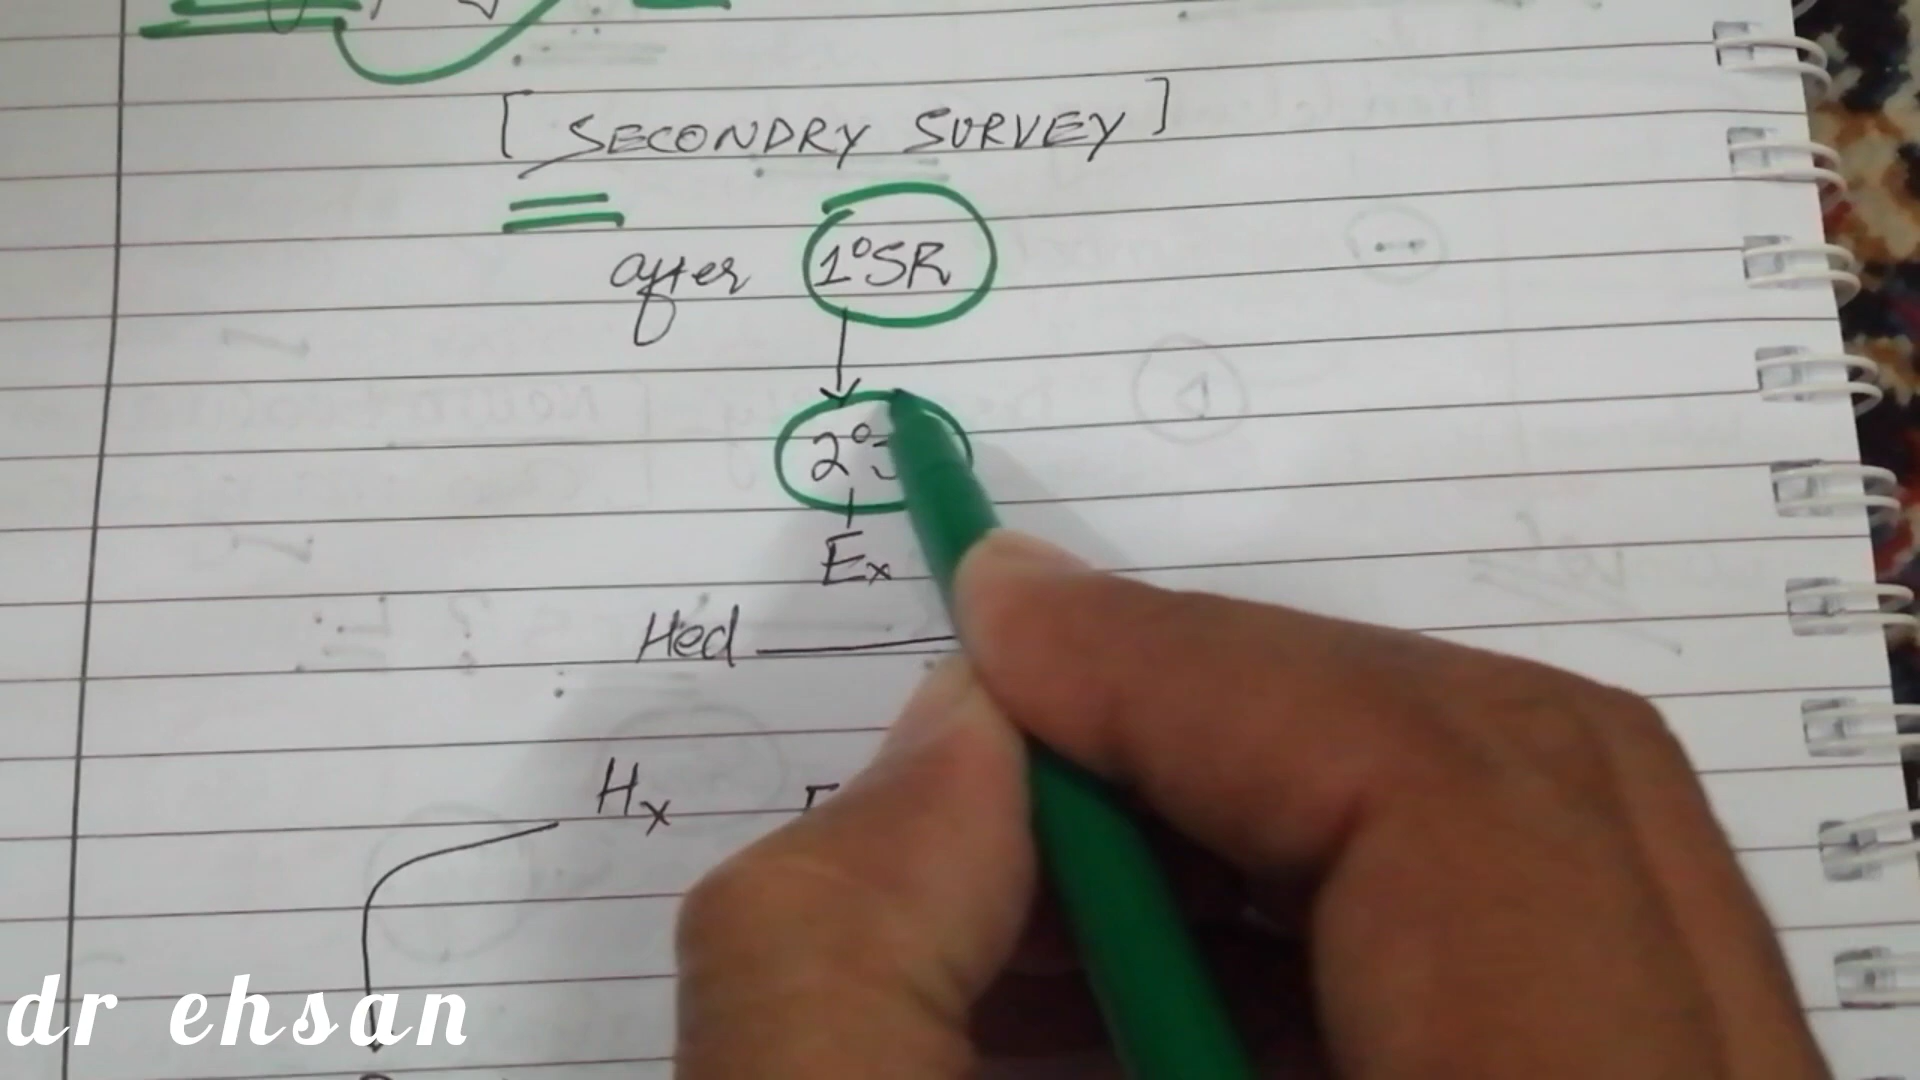 [ SECONDRY SURVEY ]
after 1°SR
2°S
Ex
Hed
Hx
dr ehsan